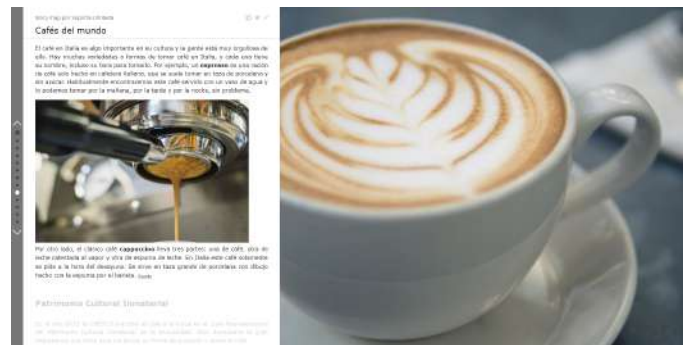 Cafés del mundo
El café en Italia es algo importante en su cultura y la gente está muy orgullosa de
ello. Hay muchas variedades o formas de tomar café en Italia, y cada uno tiene
su nombre, incluso su taza para tomarlo. Por ejemplo, un espresso es una ración
de café solo hecho en cafetera italiana, que se suele tomar en taza de porcelana y
sin azúcar. Habitualmente encontraremos este café servido con un vaso de agua y
lo podemos tomar por la mañana, por la tarde y por la noche, sin problema.
Por otro lado, el clásico café cappuccino lleva tres partes: una de café, otra de
leche calentada al vapor y otra de espuma de leche. En Italia este café solamente
se pide a la hora del desayuno. Se sirve en taza grande de porcelana con dibujo
hecho con la espuma por el barista.
Patrimonio Cultural Inmaterial